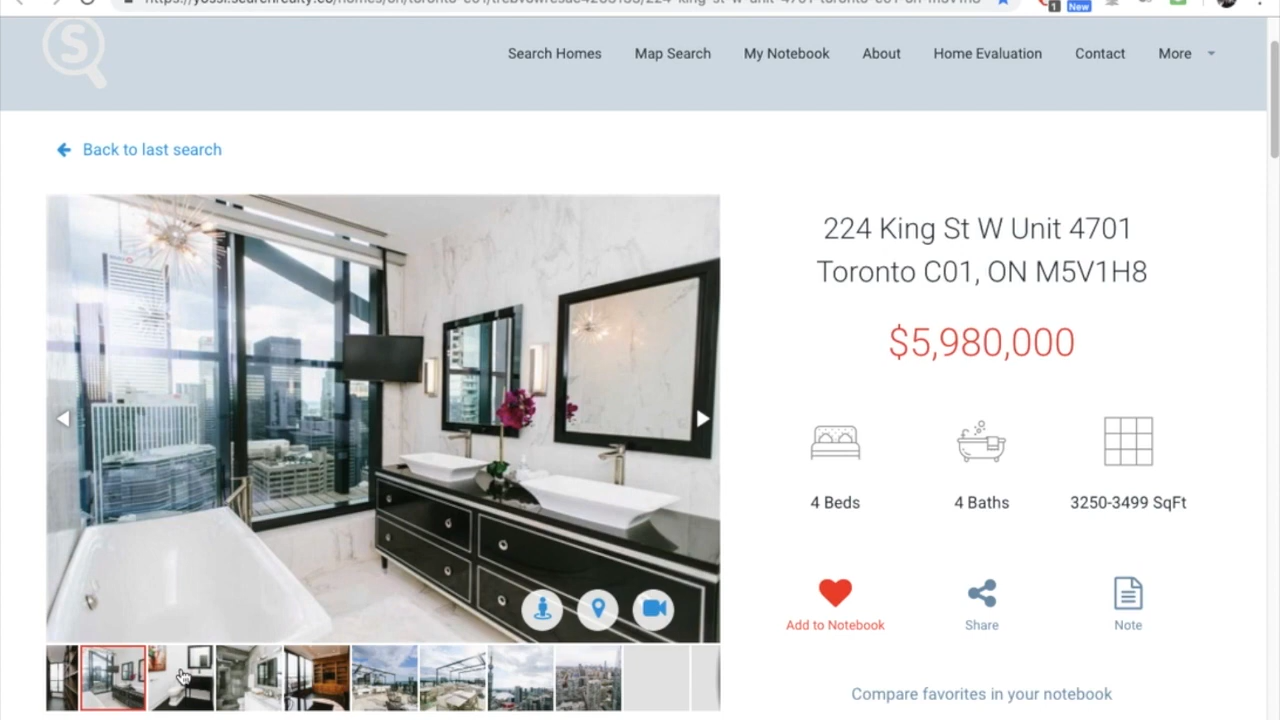 S
Search Homes Map Search My Notebook About Home Evaluation Contact More
1
New
Back to last search
224 King St W Unit 4701
Toronto C01, ON M5V1H8
$5,980,000
4 Beds 4 Baths 3250-3499 SqFt
Add to Notebook Share Note
Compare favorites in your notebook